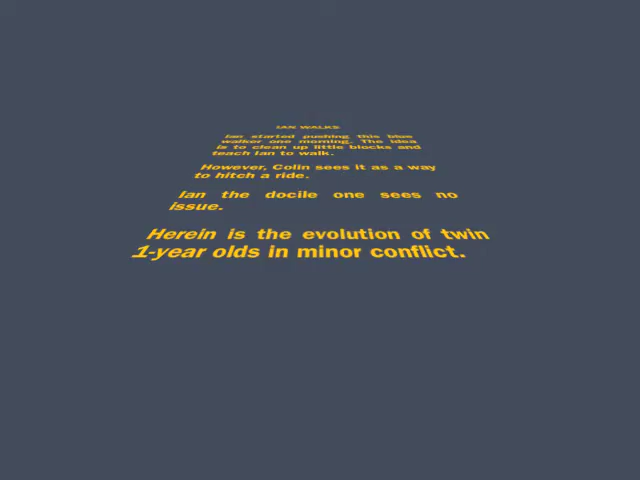 IAN WALKS
Ian started pushing this blue
walker one morning. The idea
is to clean up little blocks and
teach Ian to walk.
However, Colin sees it as a way
to hitch a ride.
Ian the docile one sees no
issue.
Herein is the evolution of twin
1-year olds in minor conflict.